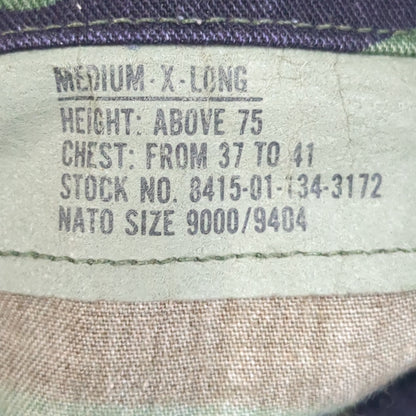 MEDIUM-X-LONG
HEIGHT: ABOVE 75
CHEST: FROM 37 TO 41
STOCK NO. 8415-01-134-3172
NATO SIZE 9000/9404